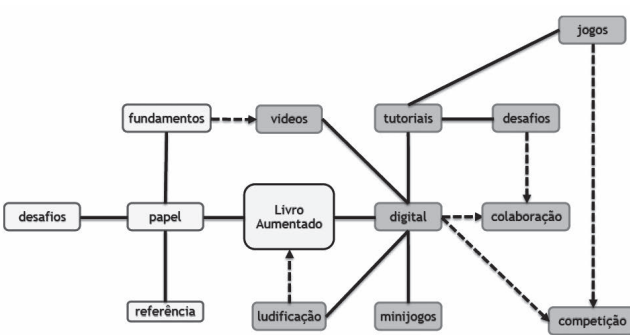 jogos
fundamentos
videos
tutoriais
desafios
desafios
papel
Livro
Aumentado
digital
colaboração
referência
ludificação
minijogos
competição